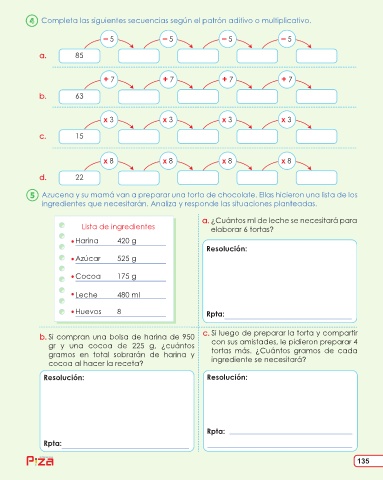 4 Completa las siguientes secuencias según el patrón aditivo o multiplicativo.
– 5 – 5 – 5 – 5
a. 85
+ 7 + 7 + 7 + 7
b. 63
x 3 x 3 x 3 x 3
c. 15
x 8 x 8 x 8 x 8
d. 22
5 Azucena y su mamá van a preparar una torta de chocolate. Ellas hicieron una lista de los
ingredientes que necesitarán. Analiza y responde las situaciones planteadas.
Lista de ingredientes
• Harina 420 g
• Azúcar 525 g
• Cocoa 175 g
• Leche 480 ml
• Huevos 8
a. ¿Cuántos ml de leche se necesitará para
elaborar 6 tortas?
Resolución:
Rpta:
b. Si compran una bolsa de harina de 950
gr y una cocoa de 225 g, ¿cuántos
gramos en total sobrarán de harina y
cocoa al hacer la receta?
Resolución:
Rpta:
c. Si luego de preparar la torta y compartir
con sus amistades, le pidieron preparar 4
tortas más. ¿Cuántos gramos de cada
ingrediente se necesitará?
Resolución:
Rpta:
P!za
135